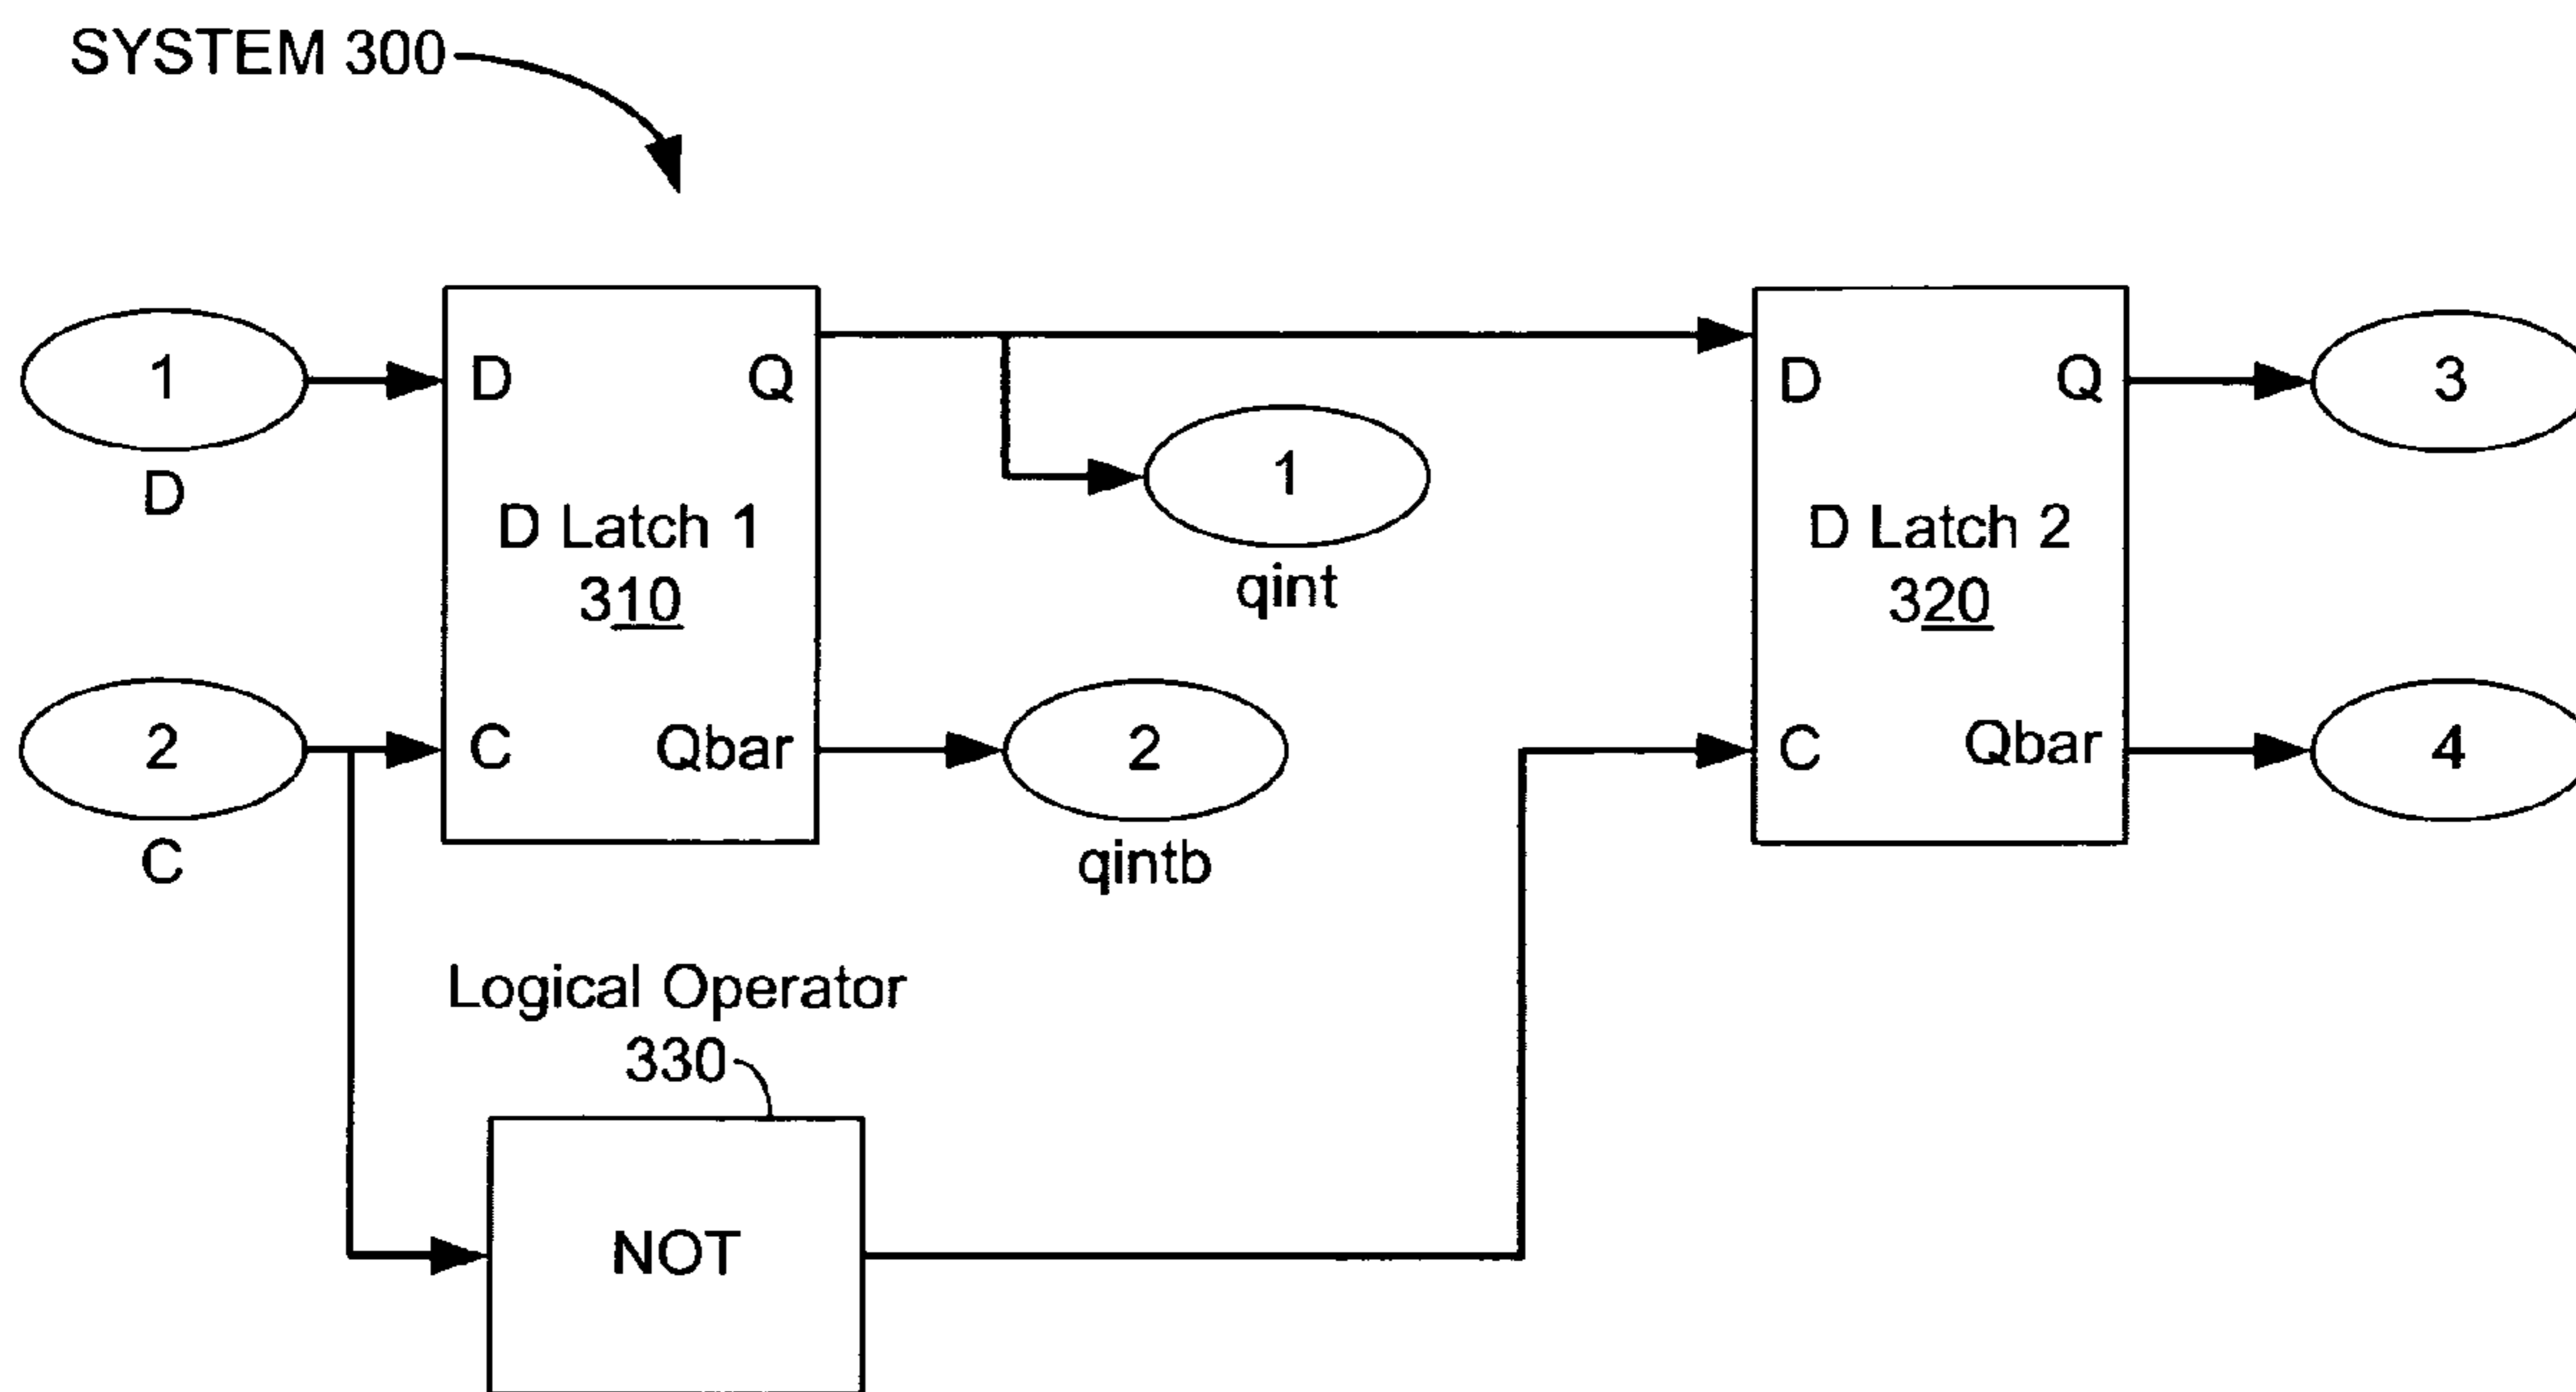 SYSTEM 300
1
D
2
C
D
Q
D Latch 1
310
C
Qbar
1
qint
2
qintb
D
Q
D Latch 2
320
C
Qbar
3
4
Logical Operator
330
NOT